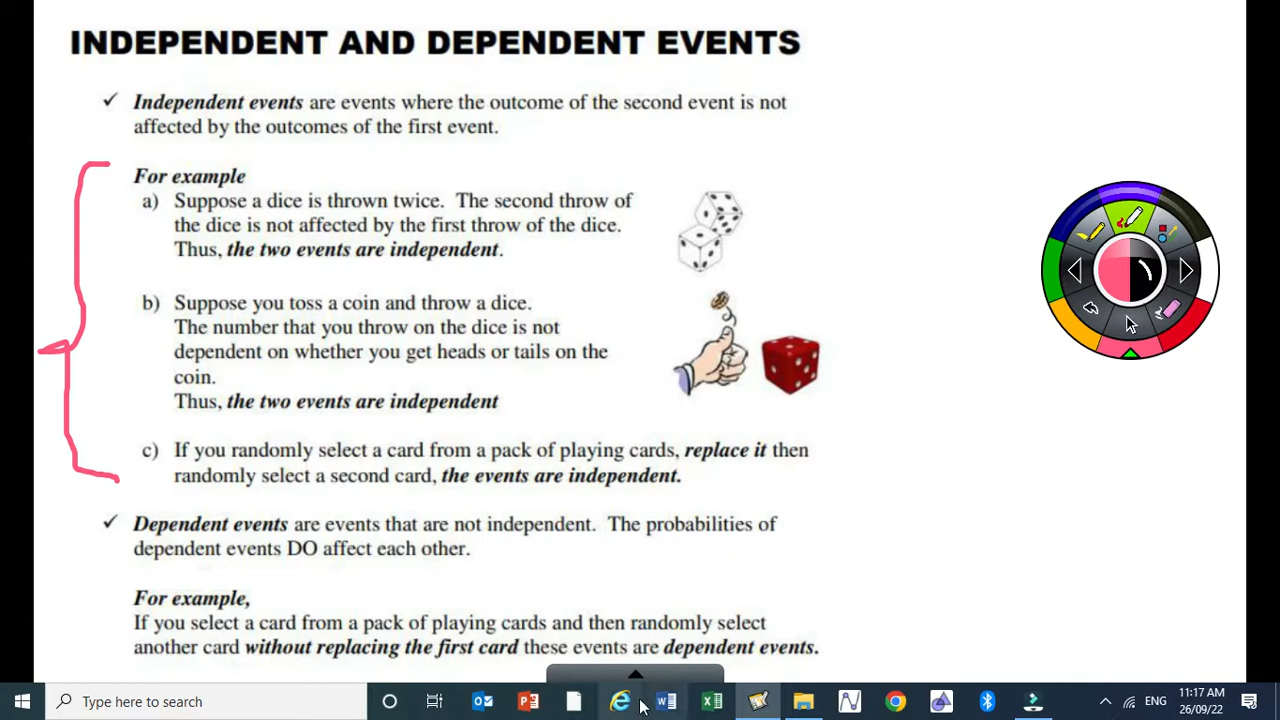 INDEPENDENT AND DEPENDENT EVENTS
✓ Independent events are events where the outcome of the second event is not
affected by the outcomes of the first event.
For example
a) Suppose a dice is thrown twice. The second throw of
the dice is not affected by the first throw of the dice.
Thus, the two events are independent.
b) Suppose you toss a coin and throw a dice.
The number that you throw on the dice is not
dependent on whether you get heads or tails on the
coin.
Thus, the two events are independent
c) If you randomly select a card from a pack of playing cards, replace it then
randomly select a second card, the events are independent.
✓ Dependent events are events that are not independent. The probabilities of
dependent events DO affect each other.
For example,
If you select a card from a pack of playing cards and then randomly select
another card without replacing the first card these events are dependent events.
Type here to search
ENG
11:17 AM
26/09/22